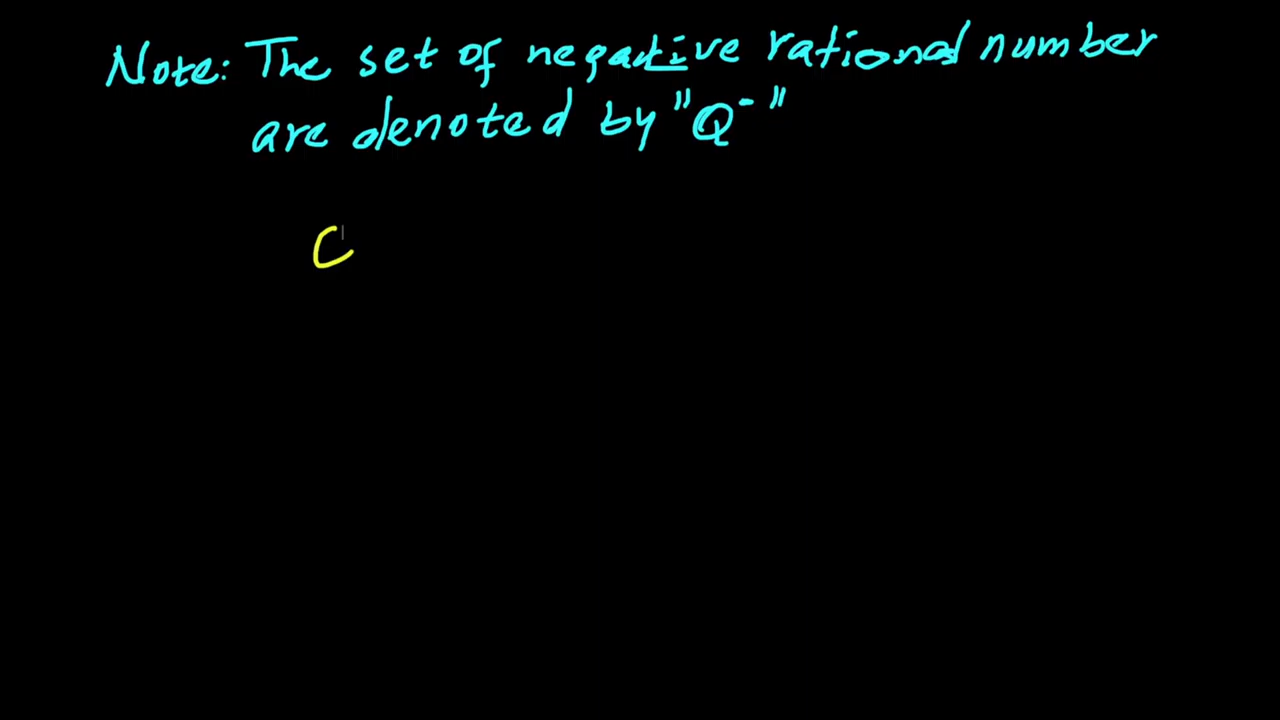 Note: The set of negative rational number
are denoted by "Q-"
C